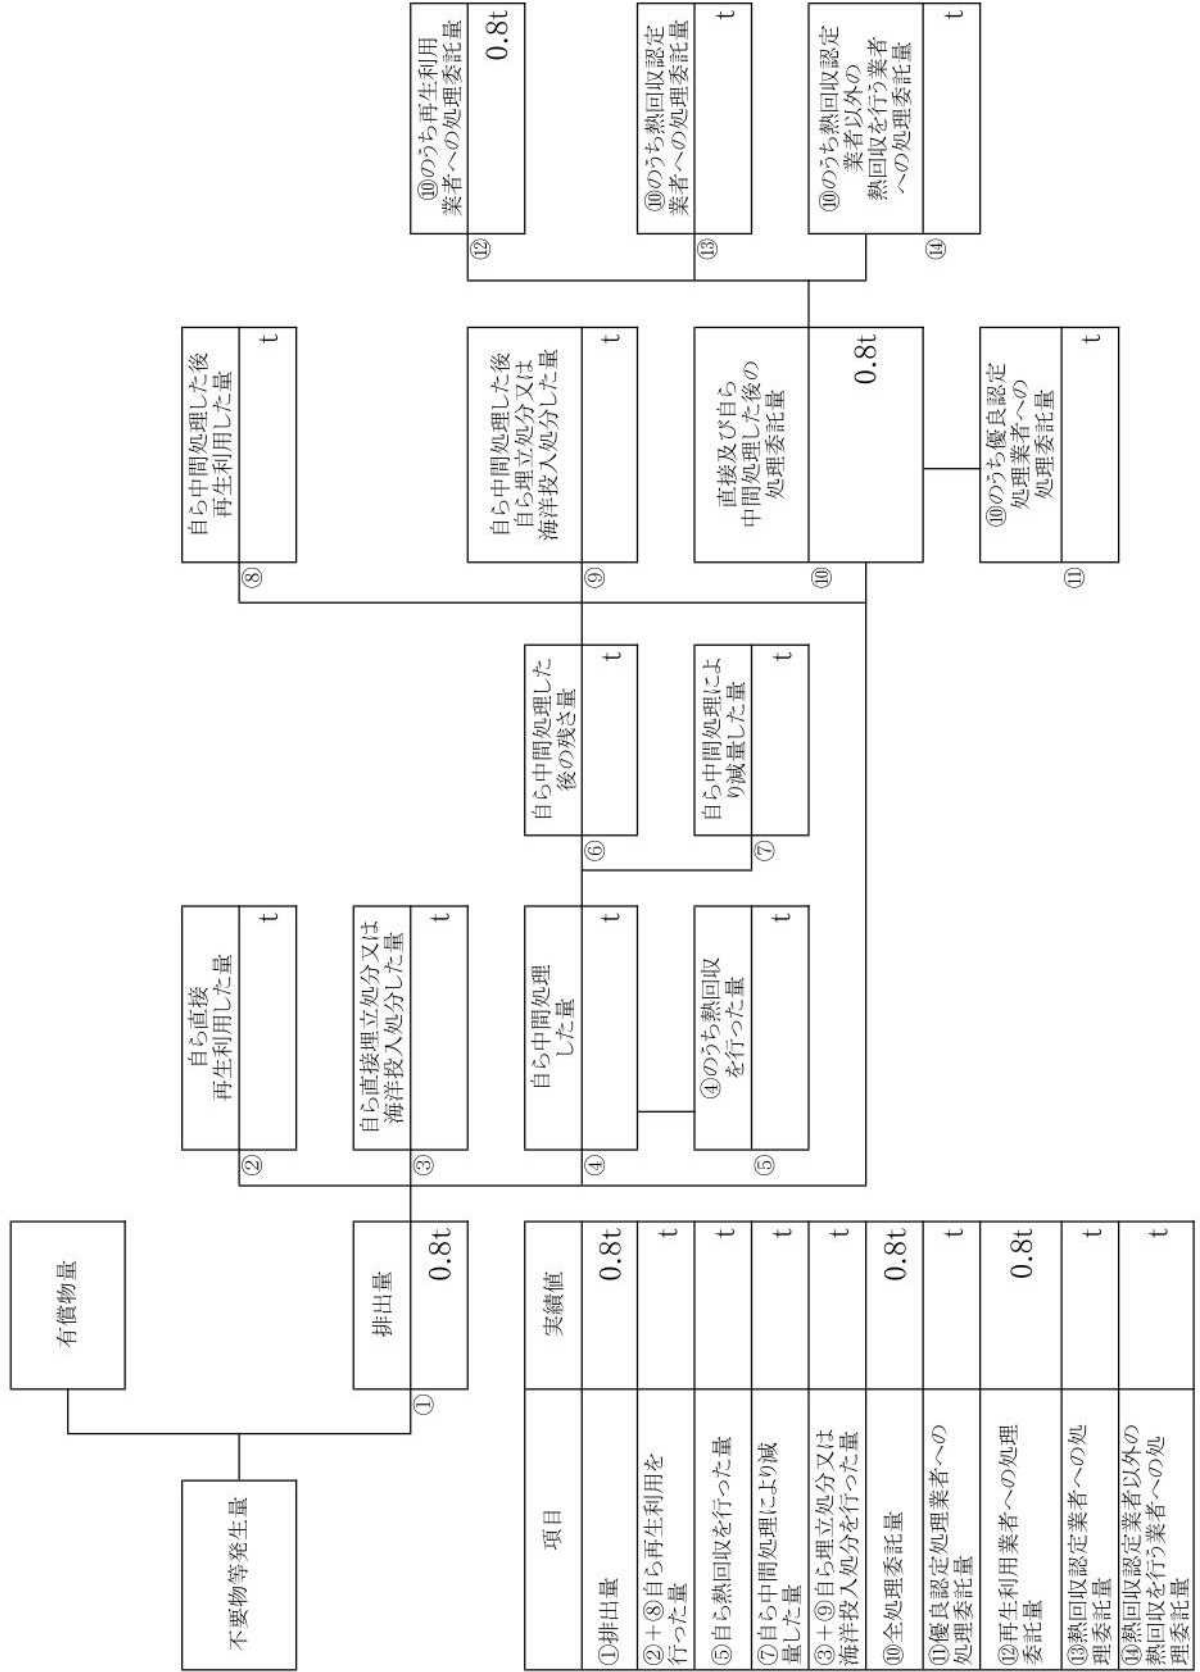 不要物等発生量
有償物量
①
排出量
0.8t
②
自ら直接
再生利用した量
t
③
自ら直接埋立処分又は
海洋投入処分した量
t
④
自ら中間処理
した量
t
⑤
④のうち熱回収
を行った量
t
⑥
自ら中間処理した
後の残さ量
t
⑦
自ら中間処理によ
り減量した量
t
⑧
自ら中間処理した後
再生利用した量
t
⑨
自ら中間処理した後
自ら埋立処分又は
海洋投入処分した量
t
⑩
直接及び自ら
中間処理した後の
処理委託量
0.8t
⑪
⑩のうち優良認定
処理業者への
処理委託量
t
⑫
⑩のうち再生利用
業者への処理委託量
0.8t
⑬
⑩のうち熱回収認定
業者への処理委託量
t
⑭
⑩のうち熱回収認定
業者以外の
熱回収を行う業者
への処理委託量
t
項目 実績値
①排出量 0.8t
②+⑧自ら再生利用を
行った量 t
⑤自ら熱回収を行った量 t
⑦自ら中間処理により減
量した量 t
③+⑨自ら埋立処分又は
海洋投入処分を行った量 t
⑩全処理委託量 0.8t
⑪優良認定処理業者への
処理委託量 t
⑫再生利用業者への処理
委託量 0.8t
⑬熱回収認定業者への処
理委託量 t
⑭熱回収認定業者以外の
熱回収を行う業者への処
理委託量 t